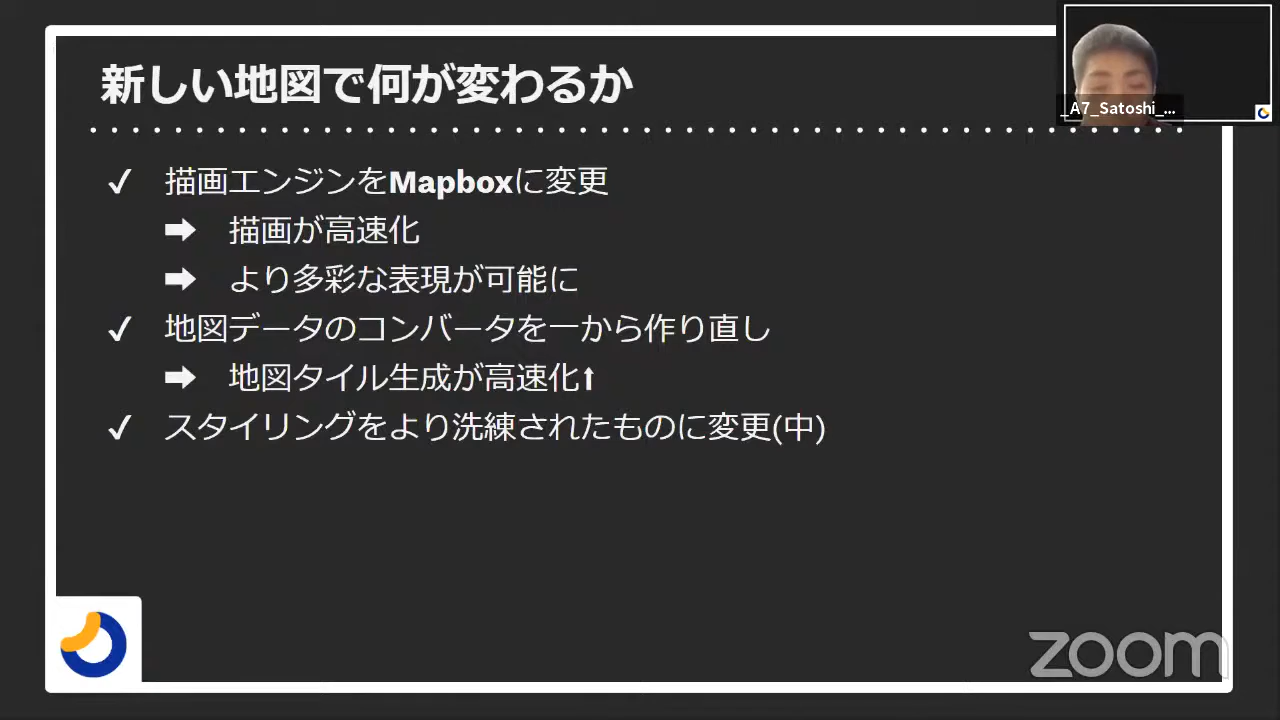 新しい地図で何が変わるか
_A7_Satoshi_...
✓ 描画エンジンをMapboxに変更
➡ 描画が高速化
➡ より多彩な表現が可能に
✓ 地図データのコンバータを一から作り直し
➡ 地図タイル生成が高速化⬆
✓ スタイリングをより洗練されたものに変更(中)
zoom